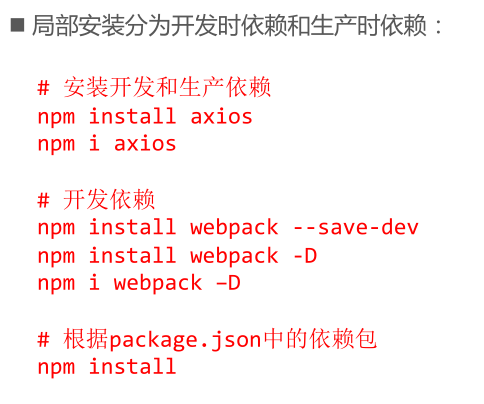 ■ 局部安装分为开发时依赖和生产时依赖：
# 安装开发和生产依赖
npm install axios
npm i axios
# 开发依赖
npm install webpack --save-dev
npm install webpack -D
npm i webpack –D
# 根据package.json中的依赖包
npm install